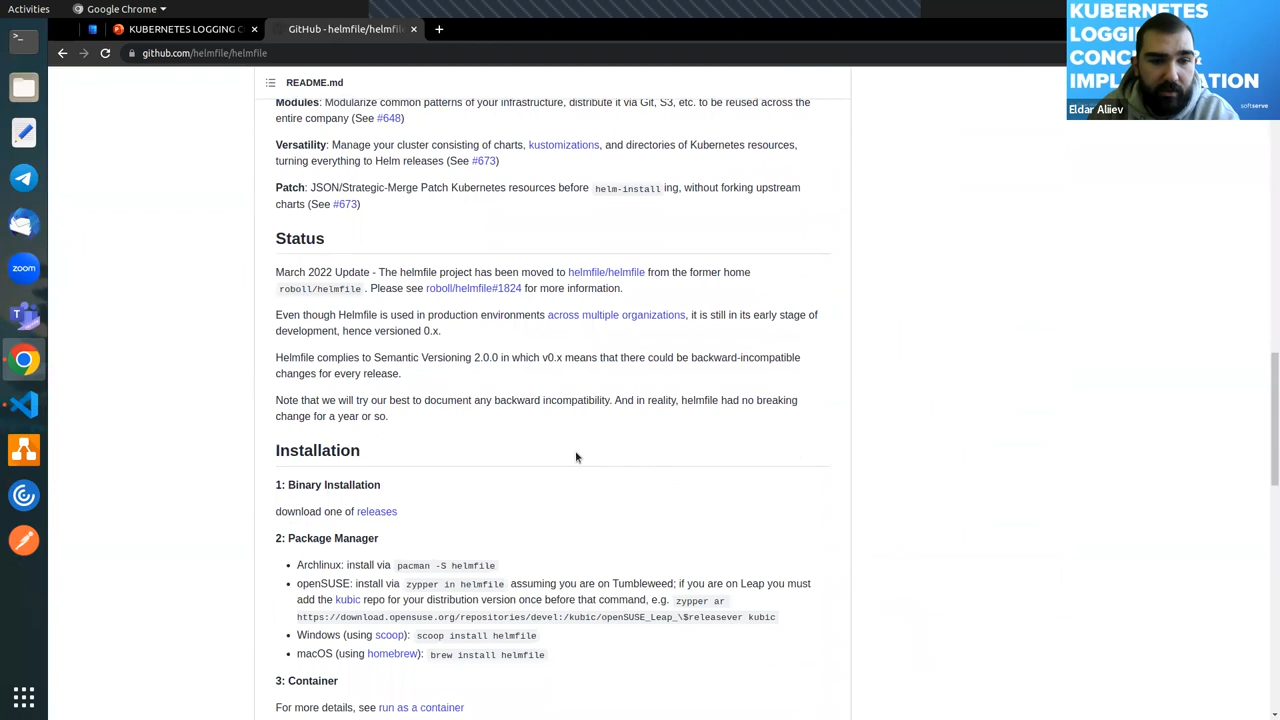 Activities
Google Chrome
KUBERNETES LOGGING C
GitHub - helmfile/helmfile
github.com/helmfile/helmfile
KUBERNETES
LOGG
CONC &
IMPL NTATION
Eldar Aliiev
softserve
README.md
Modules: Modularize common patterns of your infrastructure, distribute it via Git, S3, etc. to be reused across the
entire company (See #648)
Versatility: Manage your cluster consisting of charts, kustomizations, and directories of Kubernetes resources,
turning everything to Helm releases (See #673)
Patch: JSON/Strategic-Merge Patch Kubernetes resources before helm-install ing, without forking upstream
charts (See #673)
Status
March 2022 Update - The helmfile project has been moved to helmfile/helmfile from the former home
roboll/helmfile . Please see roboll/helmfile#1824 for more information.
Even though Helmfile is used in production environments across multiple organizations, it is still in its early stage of
development, hence versioned 0.x.
Helmfile complies to Semantic Versioning 2.0.0 in which v0.x means that there could be backward-incompatible
changes for every release.
Note that we will try our best to document any backward incompatibility. And in reality, helmfile had no breaking
change for a year or so.
Installation
1: Binary Installation
download one of releases
2: Package Manager
• Archlinux: install via pacman -S helmfile
• openSUSE: install via zypper in helmfile assuming you are on Tumbleweed; if you are on Leap you must
add the kubic repo for your distribution version once before that command, e.g. zypper ar
https://download.opensuse.org/repositories/devel:/kubic/openSUSE_Leap_\$releasever kubic
• Windows (using scoop): scoop install helmfile
• macOS (using homebrew): brew install helmfile
3: Container
For more details, see run as a container
zoom